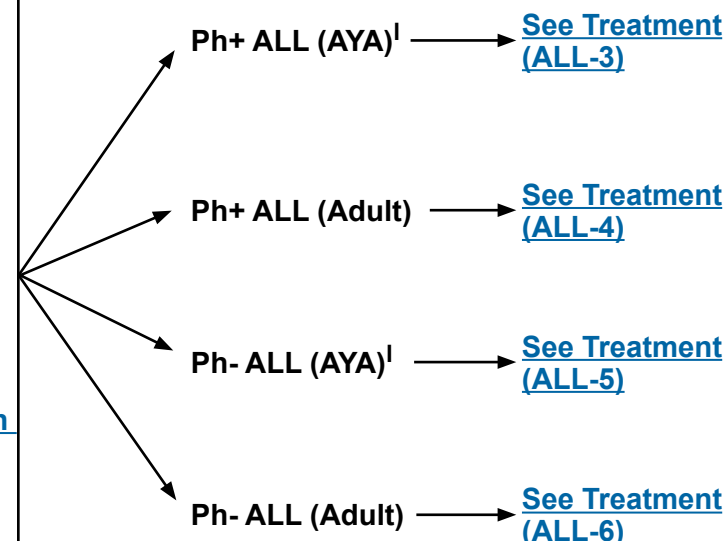 Ph+ ALL (AYA)l See Treatment
(ALL-3)
Ph+ ALL (Adult) See Treatment
(ALL-4)
Ph- ALL (AYA)l See Treatment
(ALL-5)
n
Ph- ALL (Adult) See Treatment
(ALL-6)